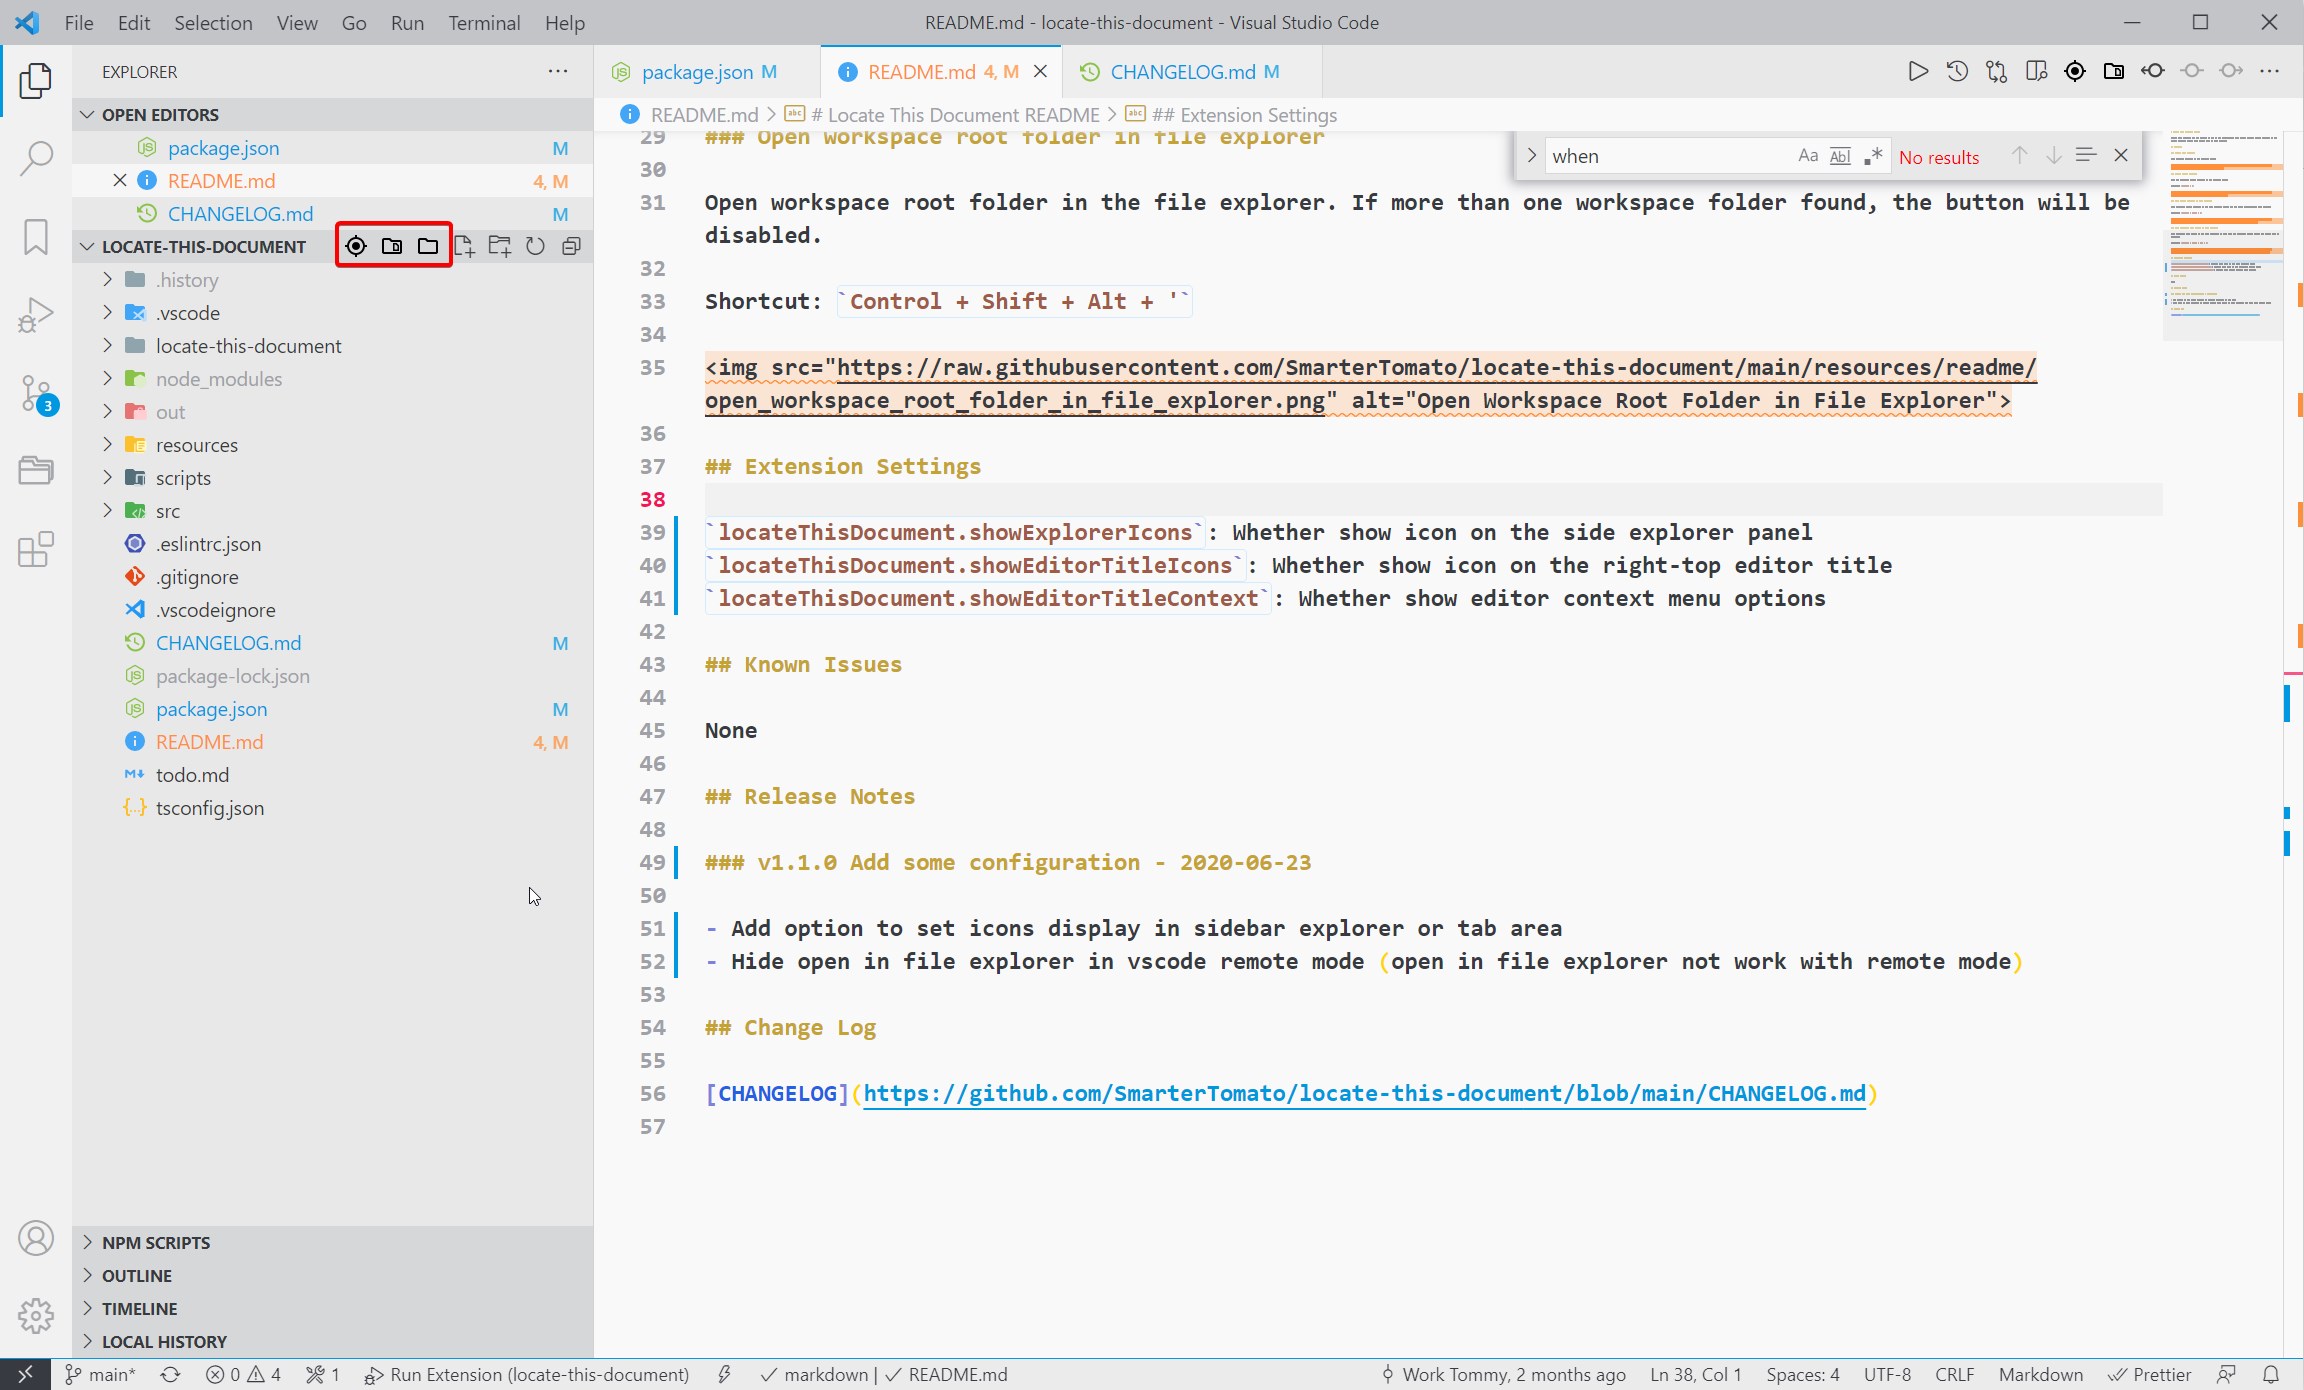 File Edit Selection View Go Run Terminal Help
README.md - locate-this-document - Visual Studio Code
EXPLORER
OPEN EDITORS
package.json M
README.md 4, M
CHANGELOG.md M
LOCATE-THIS-DOCUMENT
.history
.vscode
locate-this-document
node_modules
out
resources
scripts
src
.eslintrc.json
.gitignore
.vscodeignore
CHANGELOG.md M
package-lock.json
package.json M
README.md 4, M
todo.md
tsconfig.json
NPM SCRIPTS
OUTLINE
TIMELINE
LOCAL HISTORY
3
package.json M
README.md 4, M
CHANGELOG.md M
README.md > # Locate This Document README > ## Extension Settings
when Aa Abl .* No results
29 ### Open workspace root folder in file explorer
30
31 Open workspace root folder in the file explorer. If more than one workspace folder found, the button will be
disabled.
32
33 Shortcut: `Control + Shift + Alt + '`
34
35 <img src="https://raw.githubusercontent.com/SmarterTomato/locate-this-document/main/resources/readme/
open_workspace_root_folder_in_file_explorer.png" alt="Open Workspace Root Folder in File Explorer">
36
37 ## Extension Settings
38
39 `locateThisDocument.showExplorerIcons`: Whether show icon on the side explorer panel
40 `locateThisDocument.showEditorTitleIcons`: Whether show icon on the right-top editor title
41 `locateThisDocument.showEditorTitleContext`: Whether show editor context menu options
42
43 ## Known Issues
44
45 None
46
47 ## Release Notes
48
49 ### v1.1.0 Add some configuration - 2020-06-23
50
51 - Add option to set icons display in sidebar explorer or tab area
52 - Hide open in file explorer in vscode remote mode (open in file explorer not work with remote mode)
53
54 ## Change Log
55
56 [CHANGELOG](https://github.com/SmarterTomato/locate-this-document/blob/main/CHANGELOG.md)
57
main* 0 4 1 Run Extension (locate-this-document) markdown | README.md Work Tommy, 2 months ago Ln 38, Col 1 Spaces: 4 UTF-8 CRLF Markdown Prettier